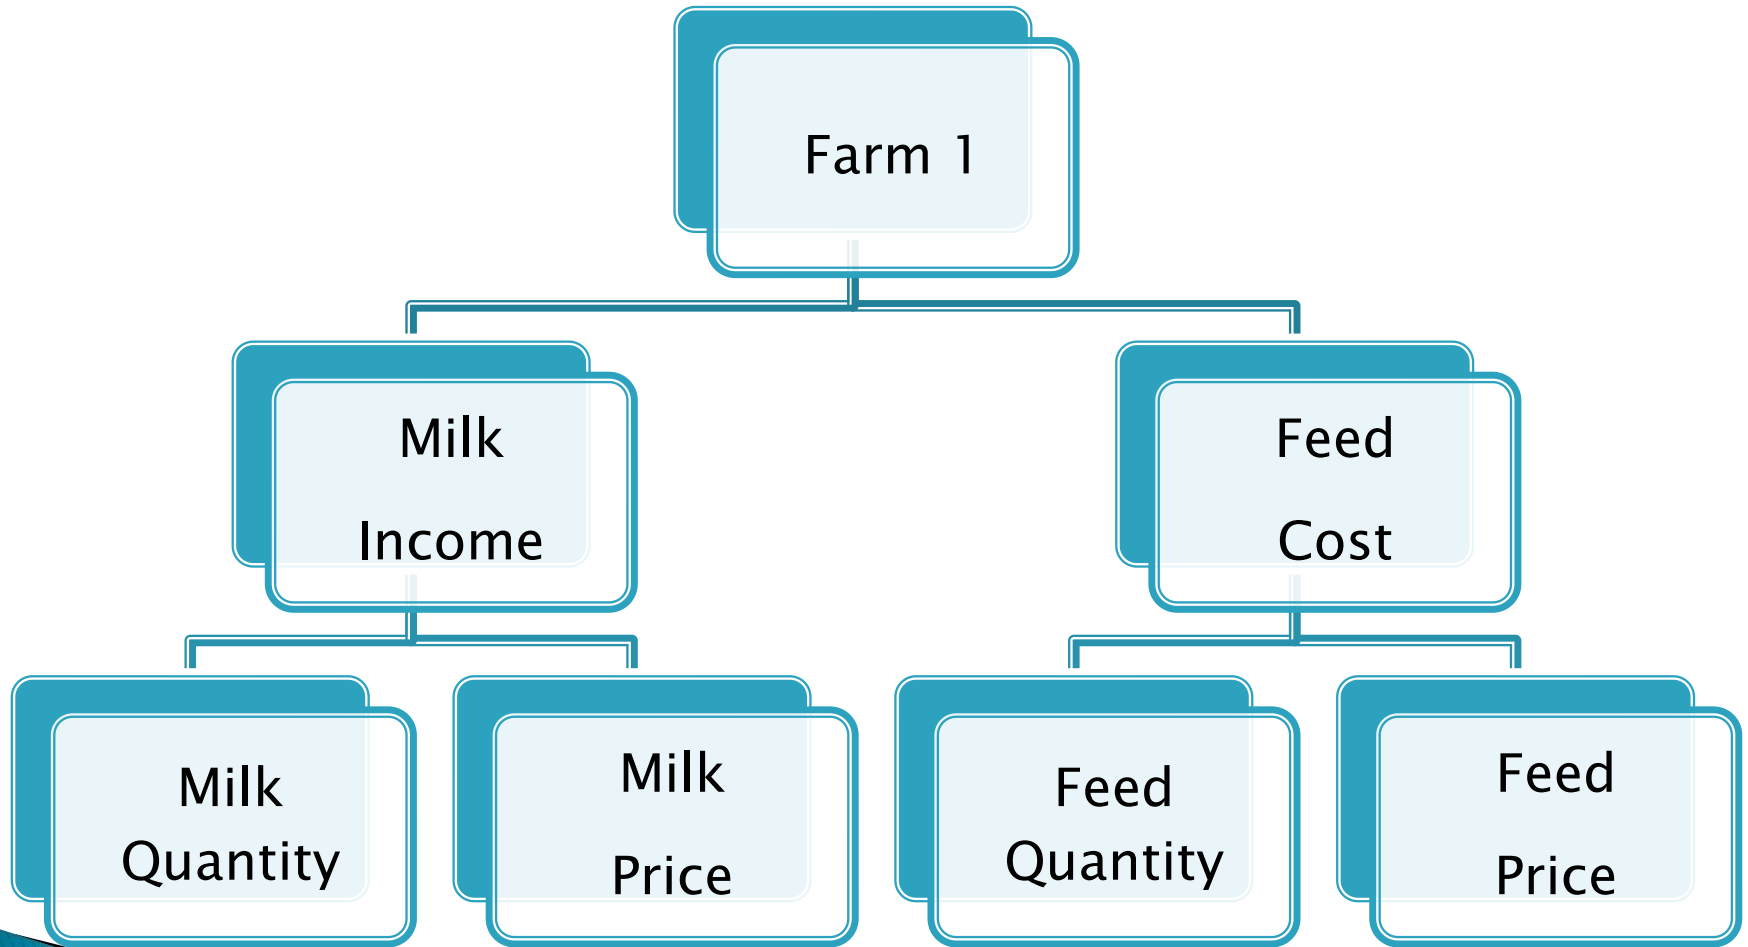 Farm 1
Milk
Income
Feed
Cost
Milk
Quantity
Milk
Price
Feed
Quantity
Feed
Price